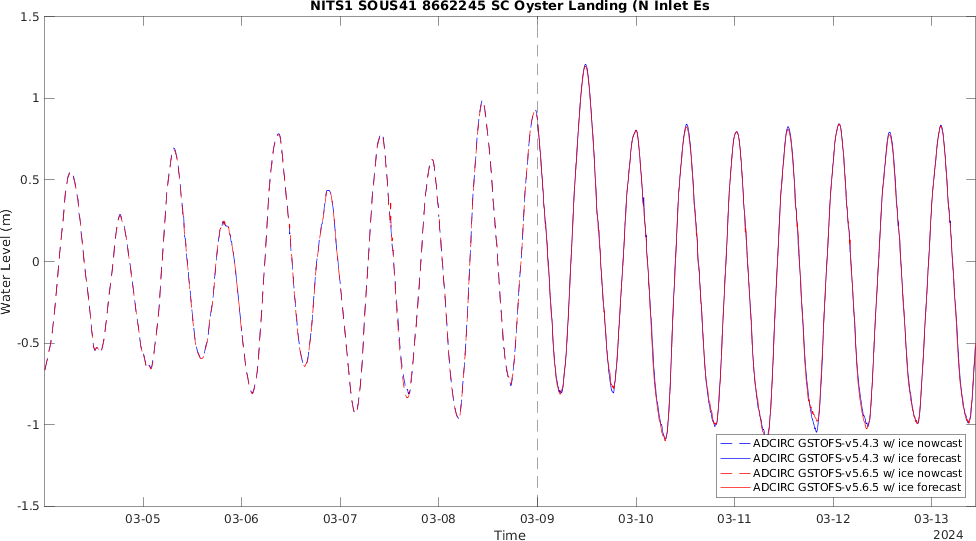 NITS1 SOUS41 8662245 SC Oyster Landing (N Inlet Es
1.5
1
0.5
0
-0.5
-1
-1.5
Water Level (m)
03-05 03-06 03-07 03-08 03-09 03-10 03-11 03-12 03-13
Time
2024
ADCIRC GSTOFS-v5.4.3 w/ ice nowcast
ADCIRC GSTOFS-v5.4.3 w/ ice forecast
ADCIRC GSTOFS-v5.6.5 w/ ice nowcast
ADCIRC GSTOFS-v5.6.5 w/ ice forecast